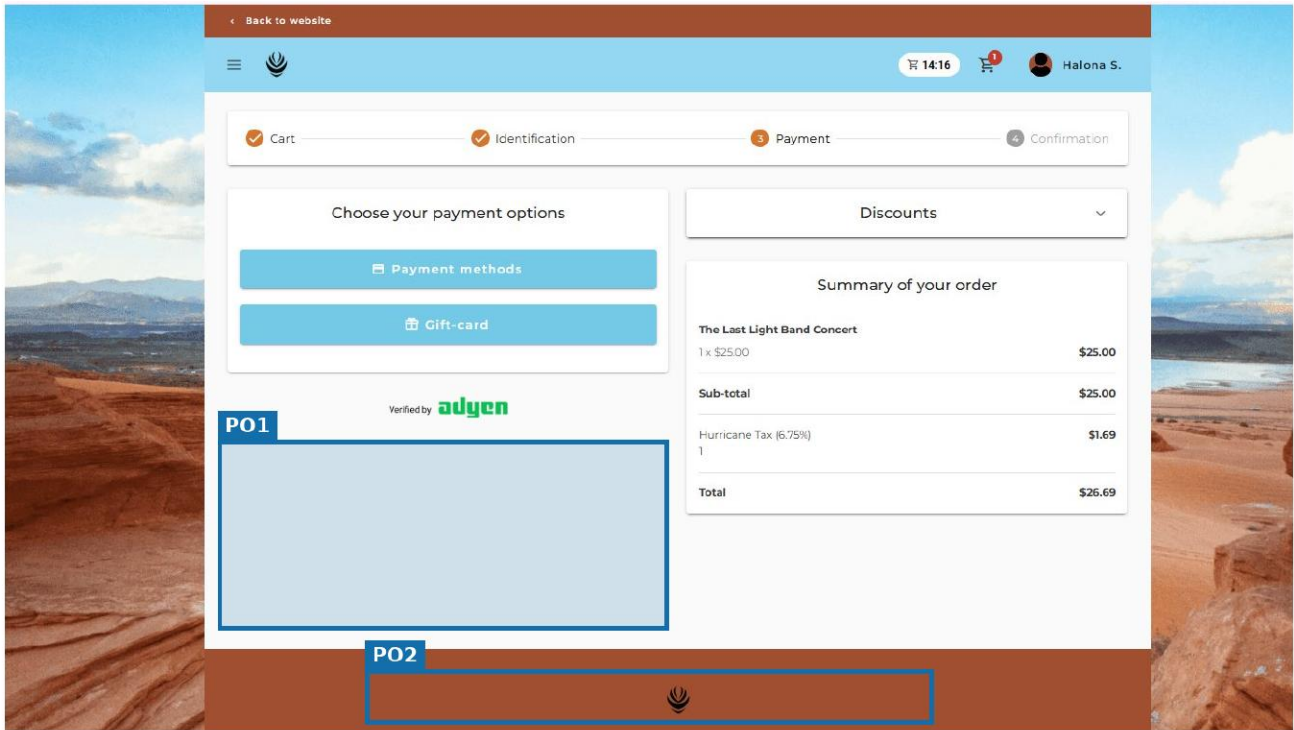 Back to website
14:16
1
Halona S.
Cart
Identification
3 Payment
4 Confirmation
Choose your payment options
Payment methods
Gift-card
Verified by adyen
Discounts
Summary of your order
The Last Light Band Concert
1 x $25.00 $25.00
Sub-total $25.00
Hurricane Tax (6.75%) $1.69
1
Total $26.69
PO1
PO2